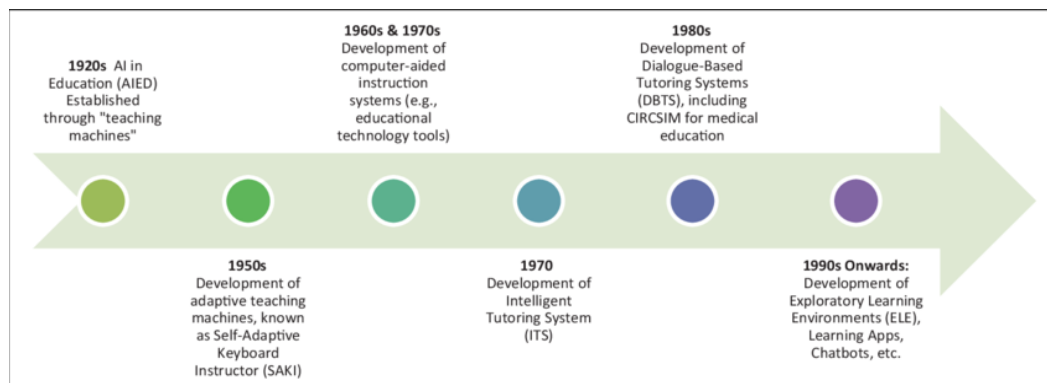 1920s AI in
Education (AIED)
Established
through "teaching
machines"
1950s
Development of
adaptive teaching
machines, known
as Self-Adaptive
Keyboard
Instructor (SAKI)
1960s & 1970s
Development of
computer-aided
instruction
systems (e.g.,
educational
technology tools)
1970
Development of
Intelligent
Tutoring System
(ITS)
1980s
Development of
Dialogue-Based
Tutoring Systems
(DBTS), including
CIRCSIM for medical
education
1990s Onwards:
Development of
Exploratory Learning
Environments (ELE),
Learning Apps,
Chatbots, etc.